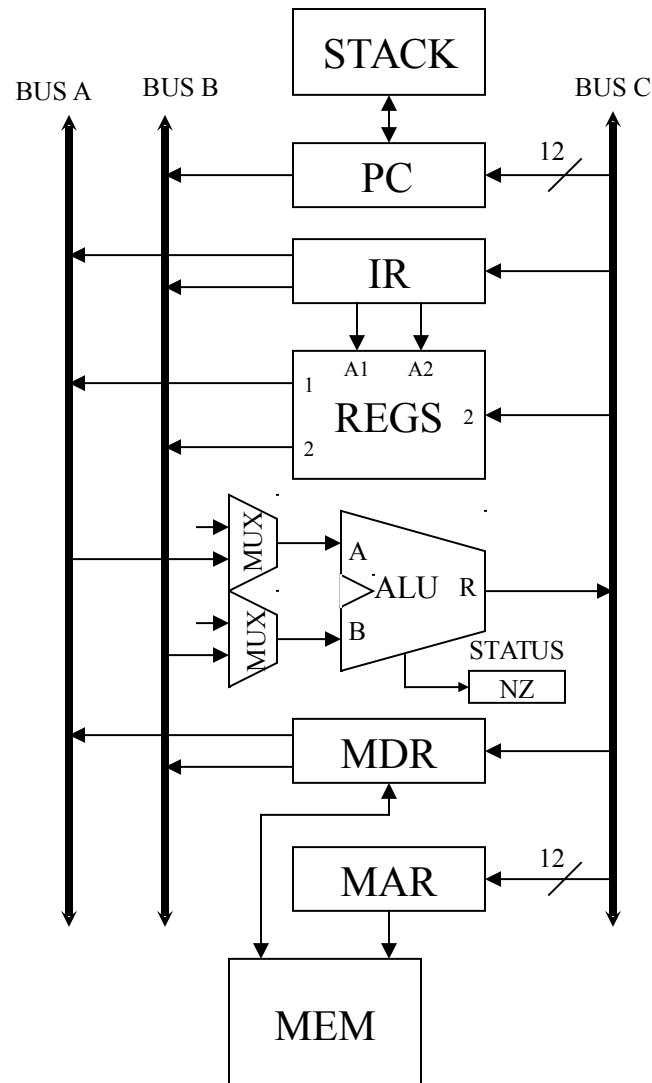 STACK
BUS A
BUS B
BUS C
PC
12
IR
A1
A2
1
REGS
2
2
MUX
A
ALU
R
MUX
B
STATUS
NZ
MDR
12
MAR
MEM